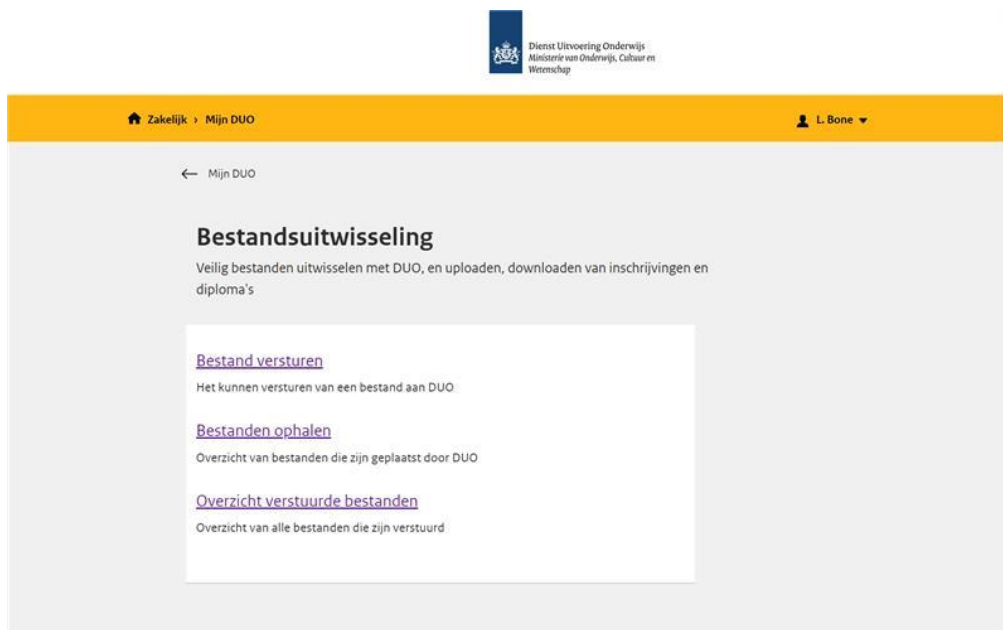 Dienst Uitvoering Onderwijs
Ministerie van Onderwijs, Cultuur en
Wetenschap
Zakelijk › Mijn DUO
L. Bone
← Mijn DUO
Bestandsuitwisseling
Veilig bestanden uitwisselen met DUO, en uploaden, downloaden van inschrijvingen en
diploma's
Bestand versturen
Het kunnen versturen van een bestand aan DUO
Bestanden ophalen
Overzicht van bestanden die zijn geplaatst door DUO
Overzicht verstuurde bestanden
Overzicht van alle bestanden die zijn verstuurd